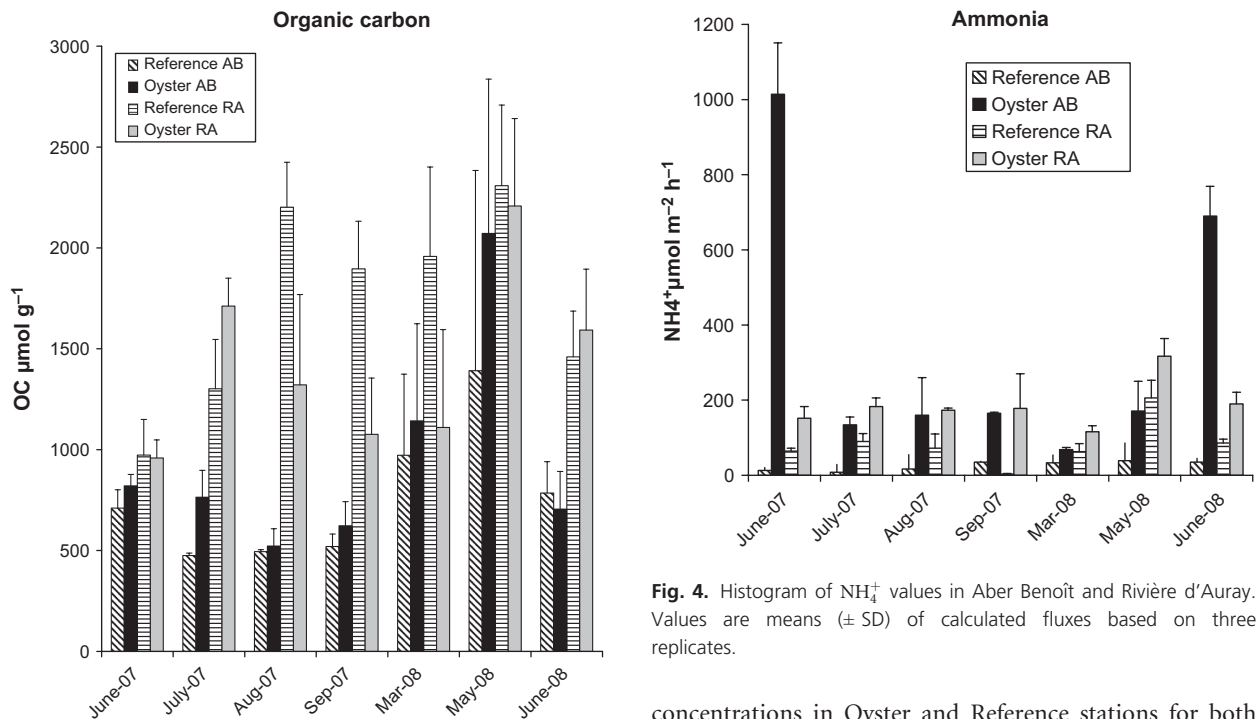 Organic carbon
3000
2500
2000
1500
1000
500
0
OC µmol g⁻¹
Reference AB
Oyster AB
Reference RA
Oyster RA
June-07
July-07
Aug-07
Sep-07
Mar-08
May-08
June-08
Ammonia
1200
1000
800
600
400
200
0
NH4⁺µmol m⁻² h⁻¹
Reference AB
Oyster AB
Reference RA
Oyster RA
June-07
July-07
Aug-07
Sep-07
Mar-08
May-08
June-08
Fig. 4. Histogram of NH₄⁺ values in Aber Benoît and Rivière d'Auray.
Values are means (± SD) of calculated fluxes based on three
replicates.
concentrations in Oyster and Reference stations for both